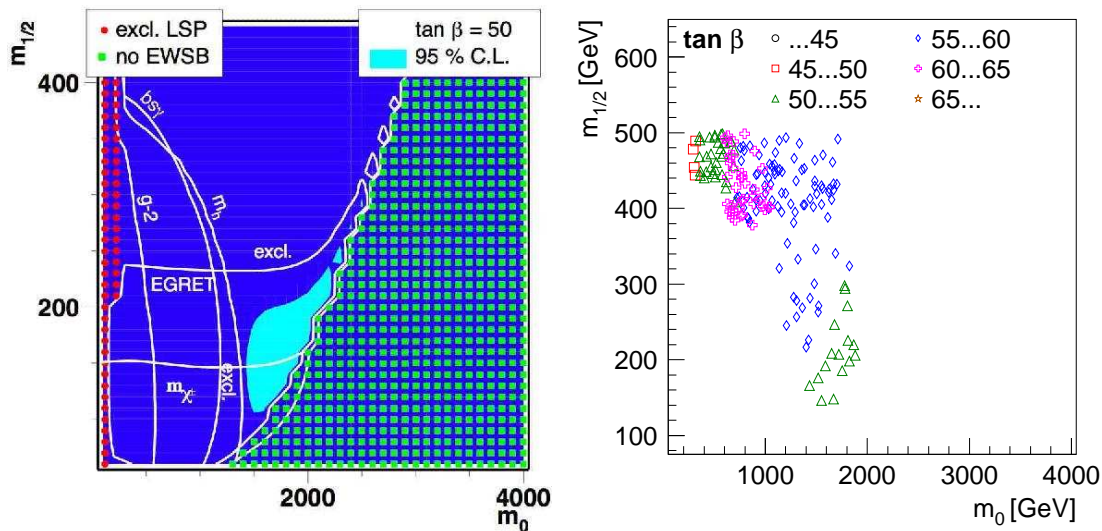 m1/2
excl. LSP
no EWSB
tan β = 50
95 % C.L.
400
200
bsγ
g-2
mh
excl.
EGRET
mχ±
excl.
2000
4000
m0
m1/2 [GeV]
tan β
...45
45...50
50...55
55...60
60...65
65...
600
500
400
300
200
100
0
1000
2000
3000
4000
m0 [GeV]